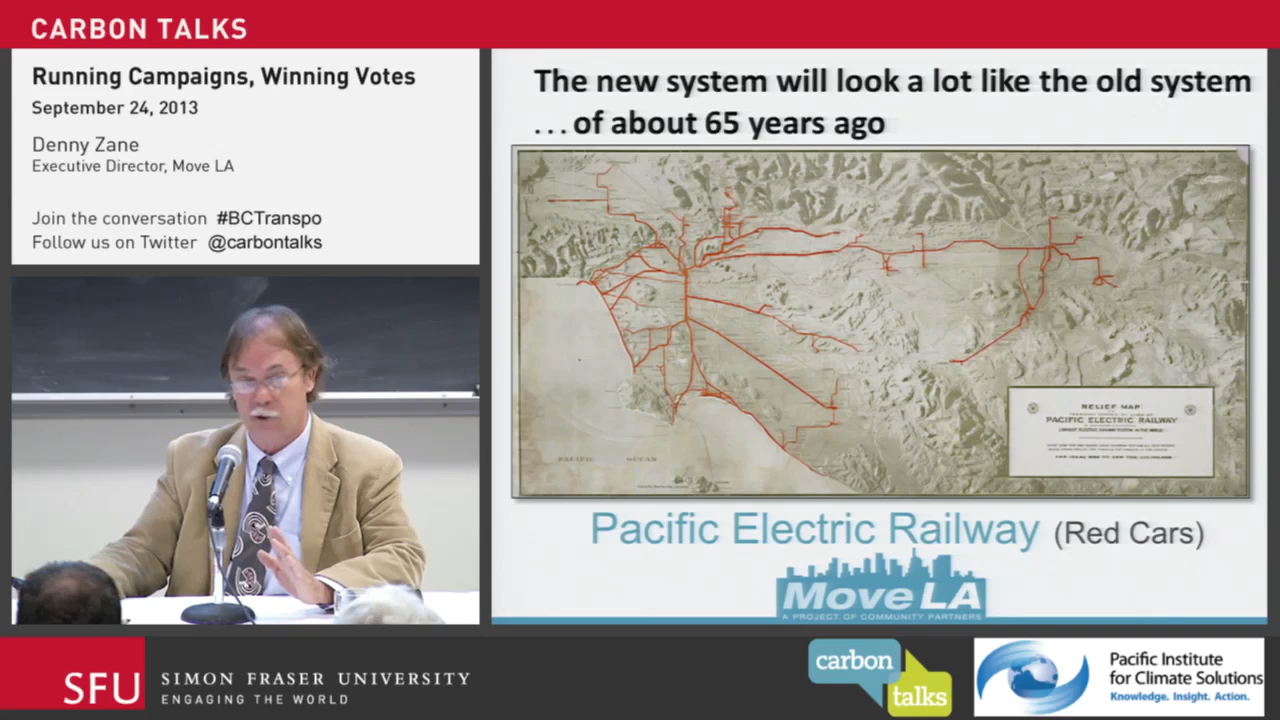 CARBON TALKS
Running Campaigns, Winning Votes
September 24, 2013
Denny Zane
Executive Director, Move LA
Join the conversation #BCTranspo
Follow us on Twitter @carbontalks
The new system will look a lot like the old system
...of about 65 years ago
PACIFIC OCEAN
RELIEF MAP
PACIFIC ELECTRIC RAILWAY
Pacific Electric Railway (Red Cars)
Move LA
A PROJECT OF COMMUNITY PARTNERS
SFU
SIMON FRASER UNIVERSITY
ENGAGING THE WORLD
carbon
talks
Pacific Institute
for Climate Solutions
Knowledge. Insight. Action.